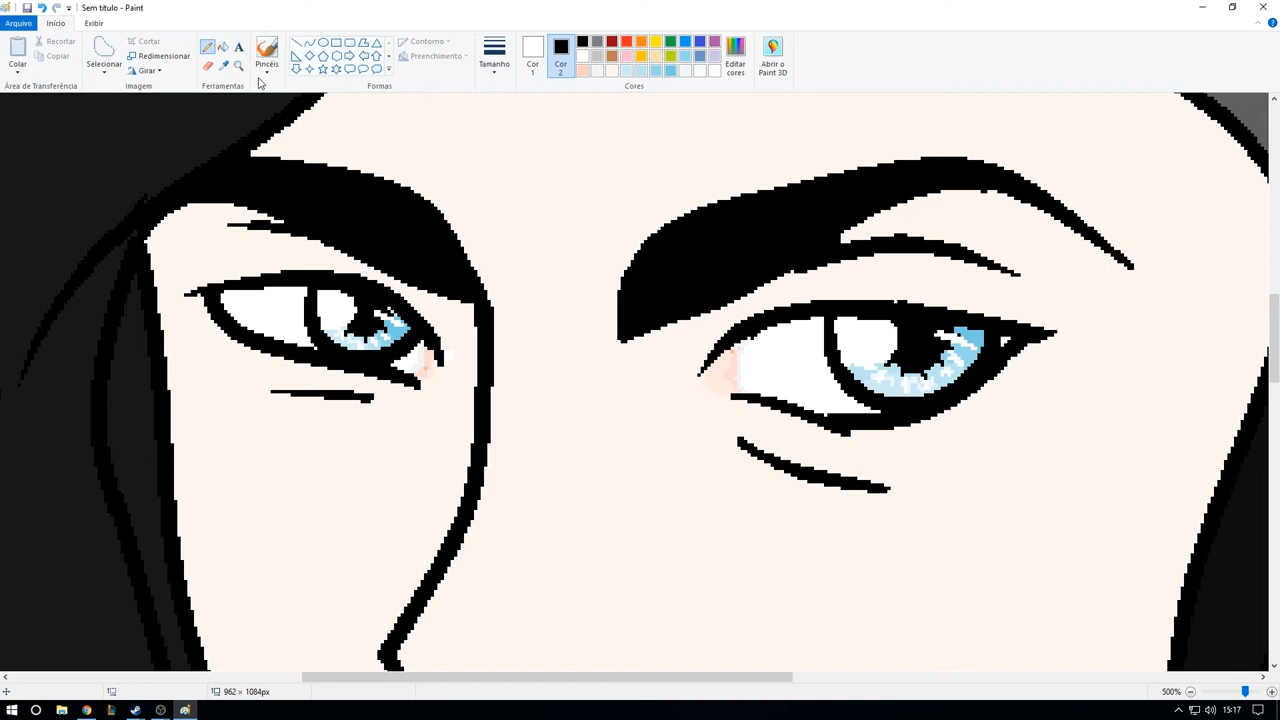 Sem título - Paint
Arquivo Início Exibir
Colar
Recortar
Copiar
Área de Transferência
Selecionar
Cortar
Redimensionar
Girar
Imagem
A
Ferramentas
Pincéis
Contorno
Preenchimento
Formas
Tamanho
Cor 1
Cor 2
Editar cores
Cores
Abrir o Paint 3D
962 × 1084px
500%
15:17